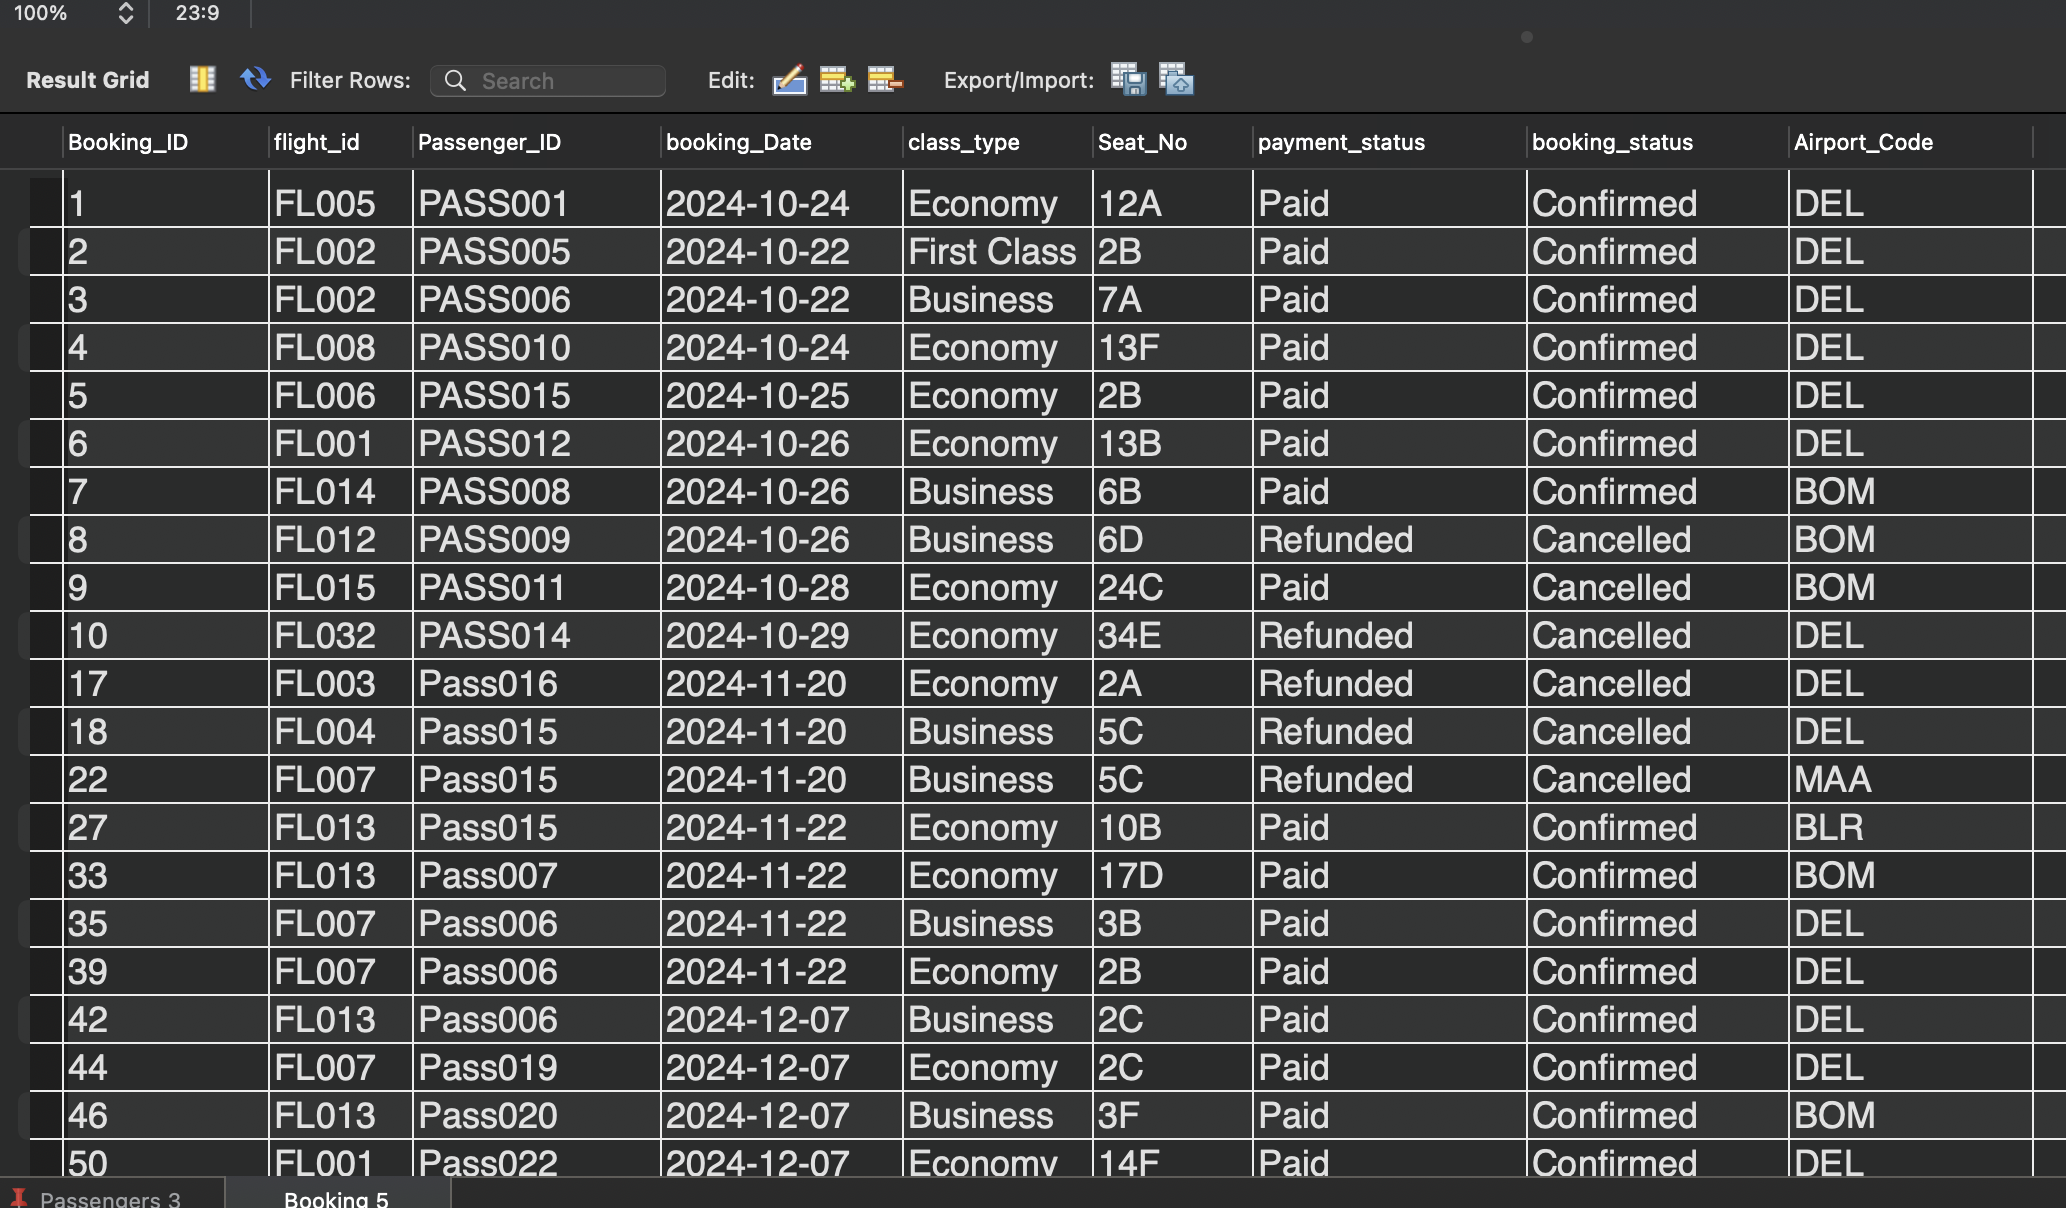 100% 23:9
Result Grid Filter Rows: Search Edit: Export/Import:
Booking_ID flight_id Passenger_ID booking_Date class_type Seat_No payment_status booking_status Airport_Code
1 FL005 PASS001 2024-10-24 Economy 12A Paid Confirmed DEL
2 FL002 PASS005 2024-10-22 First Class 2B Paid Confirmed DEL
3 FL002 PASS006 2024-10-22 Business 7A Paid Confirmed DEL
4 FL008 PASS010 2024-10-24 Economy 13F Paid Confirmed DEL
5 FL006 PASS015 2024-10-25 Economy 2B Paid Confirmed DEL
6 FL001 PASS012 2024-10-26 Economy 13B Paid Confirmed DEL
7 FL014 PASS008 2024-10-26 Business 6B Paid Confirmed BOM
8 FL012 PASS009 2024-10-26 Business 6D Refunded Cancelled BOM
9 FL015 PASS011 2024-10-28 Economy 24C Paid Cancelled BOM
10 FL032 PASS014 2024-10-29 Economy 34E Refunded Cancelled DEL
17 FL003 Pass016 2024-11-20 Economy 2A Refunded Cancelled DEL
18 FL004 Pass015 2024-11-20 Business 5C Refunded Cancelled DEL
22 FL007 Pass015 2024-11-20 Business 5C Refunded Cancelled MAA
27 FL013 Pass015 2024-11-22 Economy 10B Paid Confirmed BLR
33 FL013 Pass007 2024-11-22 Economy 17D Paid Confirmed BOM
35 FL007 Pass006 2024-11-22 Business 3B Paid Confirmed DEL
39 FL007 Pass006 2024-11-22 Economy 2B Paid Confirmed DEL
42 FL013 Pass006 2024-12-07 Business 2C Paid Confirmed DEL
44 FL007 Pass019 2024-12-07 Economy 2C Paid Confirmed DEL
46 FL013 Pass020 2024-12-07 Business 3F Paid Confirmed BOM
50 FL001 Pass022 2024-12-07 Economy 14F Paid Confirmed DEL
Passengers 3 Booking 5